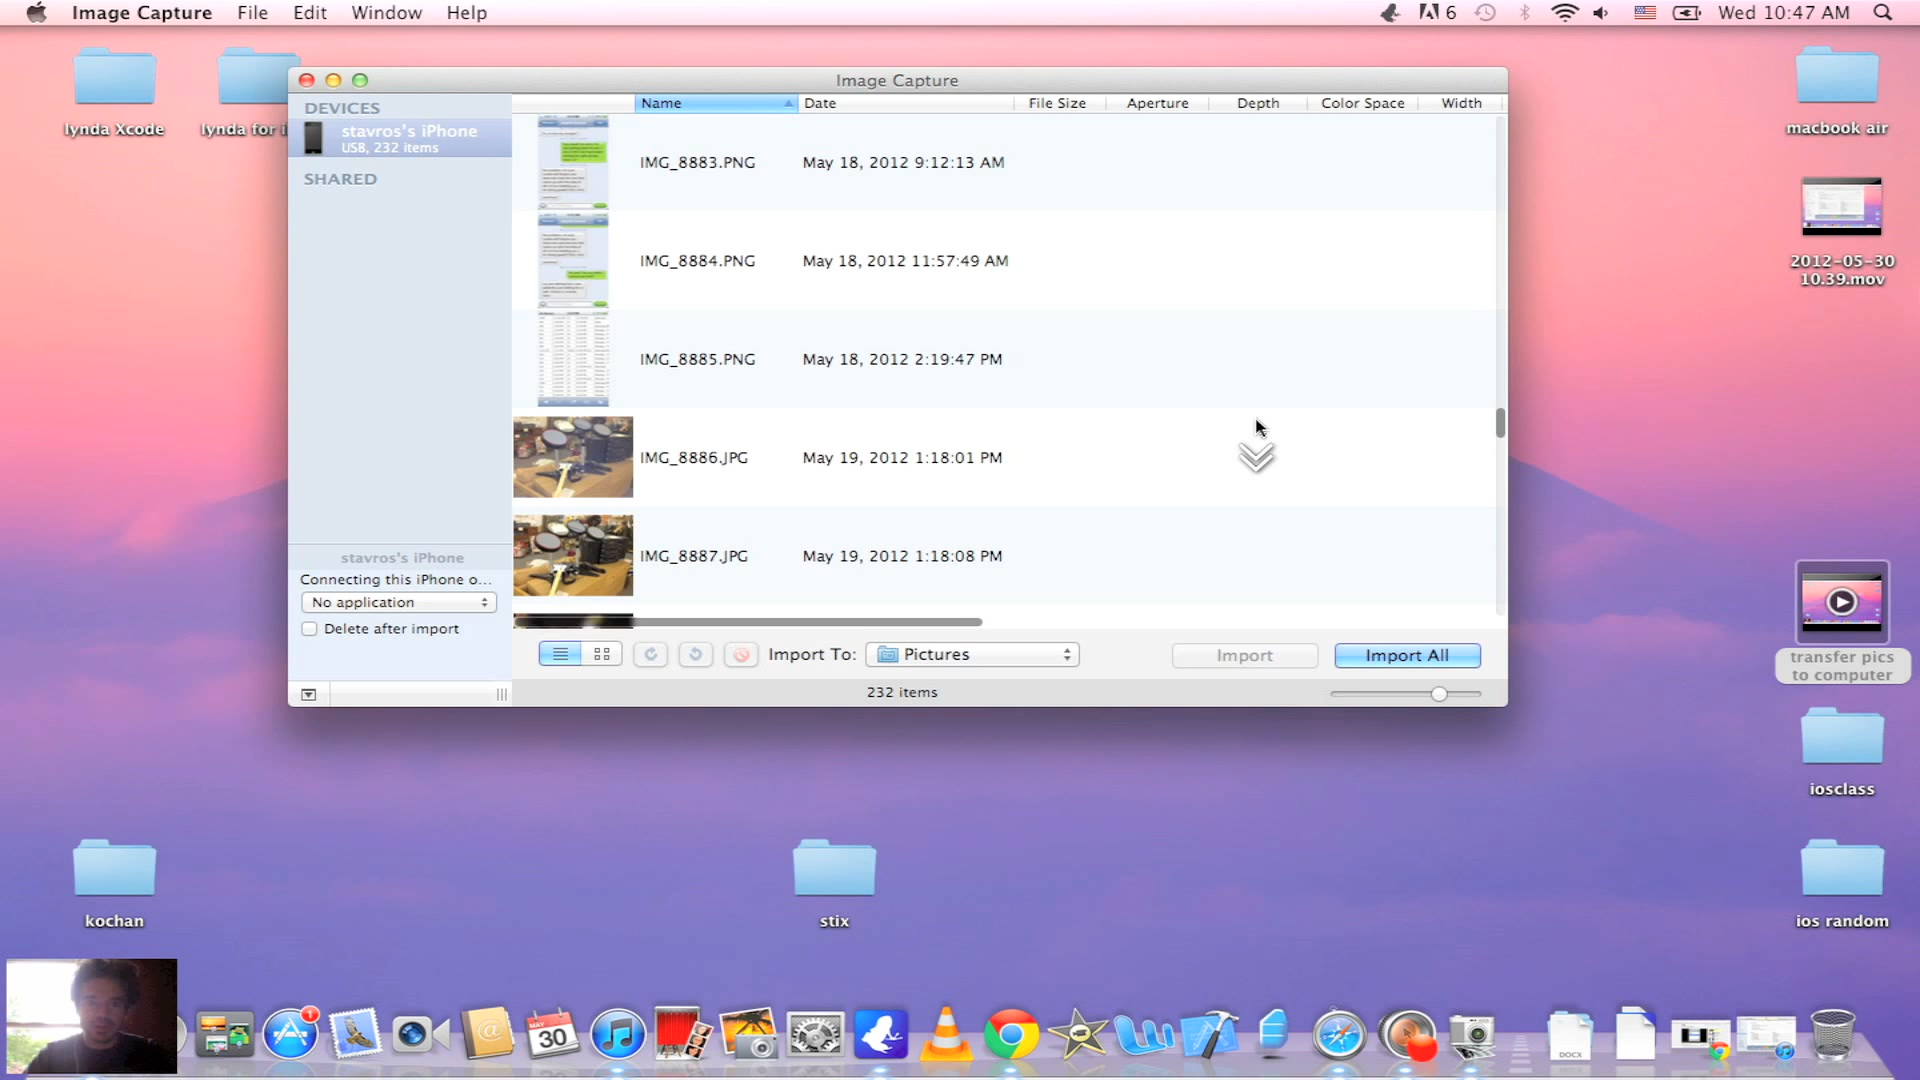 Image Capture File Edit Window Help 6 Wed 10:47 AM
lynda Xcode
lynda for i
macbook air
2012-05-30
10.39.mov
transfer pics
to computer
iosclass
ios random
kochan
stix
Image Capture
DEVICES
stavros's iPhone
USB, 232 items
SHARED
Name Date File Size Aperture Depth Color Space Width
IMG_8883.PNG May 18, 2012 9:12:13 AM
IMG_8884.PNG May 18, 2012 11:57:49 AM
IMG_8885.PNG May 18, 2012 2:19:47 PM
IMG_8886.JPG May 19, 2012 1:18:01 PM
IMG_8887.JPG May 19, 2012 1:18:08 PM
stavros's iPhone
Connecting this iPhone o...
No application
Delete after import
Import To: Pictures Import Import All
232 items
1
MAY
30
DOCX